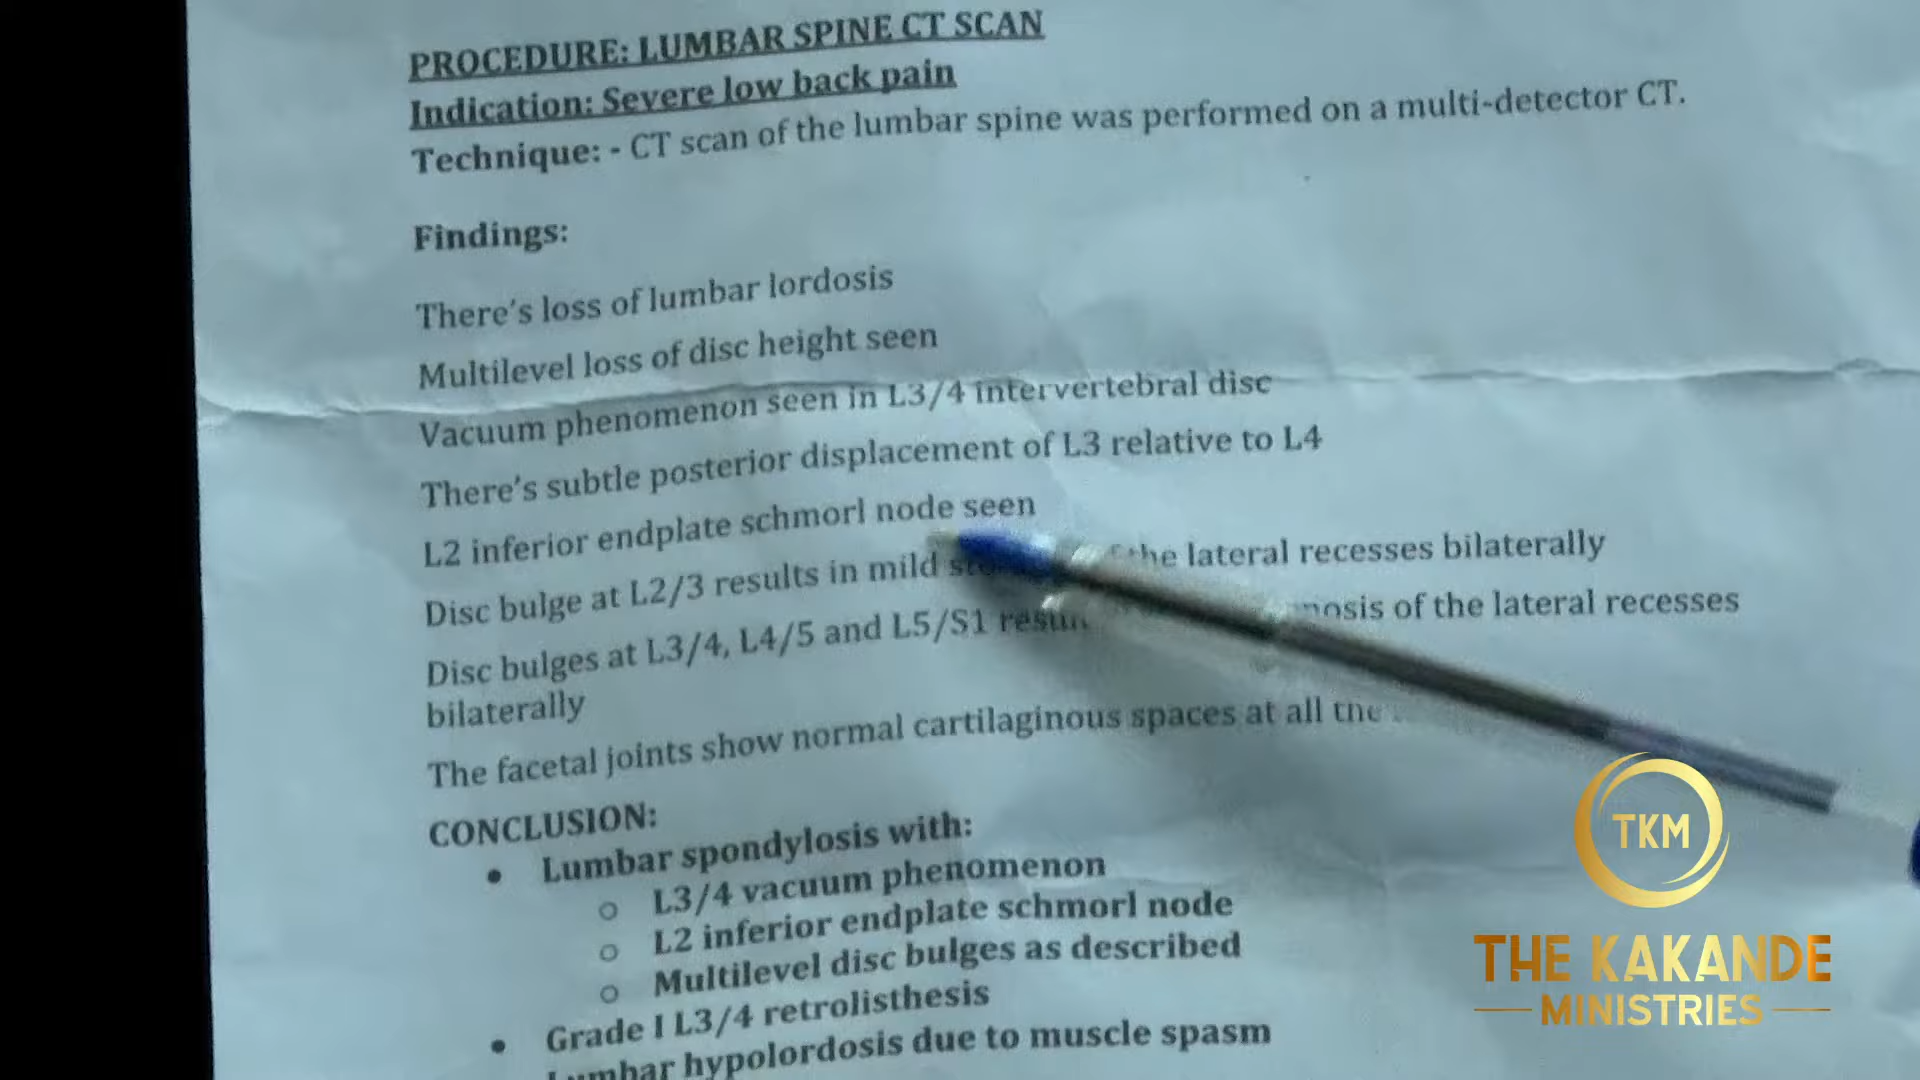 PROCEDURE: LUMBAR SPINE CT SCAN
Indication: Severe low back pain
Technique: - CT scan of the lumbar spine was performed on a multi-detector CT.
Findings:
There's loss of lumbar lordosis
Multilevel loss of disc height seen
Vacuum phenomenon seen in L3/4 intervertebral disc
There's subtle posterior displacement of L3 relative to L4
L2 inferior endplate schmorl node seen
Disc bulge at L2/3 results in mild the lateral recesses bilaterally
Disc bulges at L3/4, L4/5 and L5/S1 of the lateral recesses
bilaterally
The facetal joints show normal cartilaginous spaces at all the
CONCLUSION:
• Lumbar spondylosis with:
o L3/4 vacuum phenomenon
o L2 inferior endplate schmorl node
o Multilevel disc bulges as described
• Grade I L3/4 retrolisthesis
Lumbar hypolordosis due to muscle spasm
TKM
THE KAKANDE
MINISTRIES